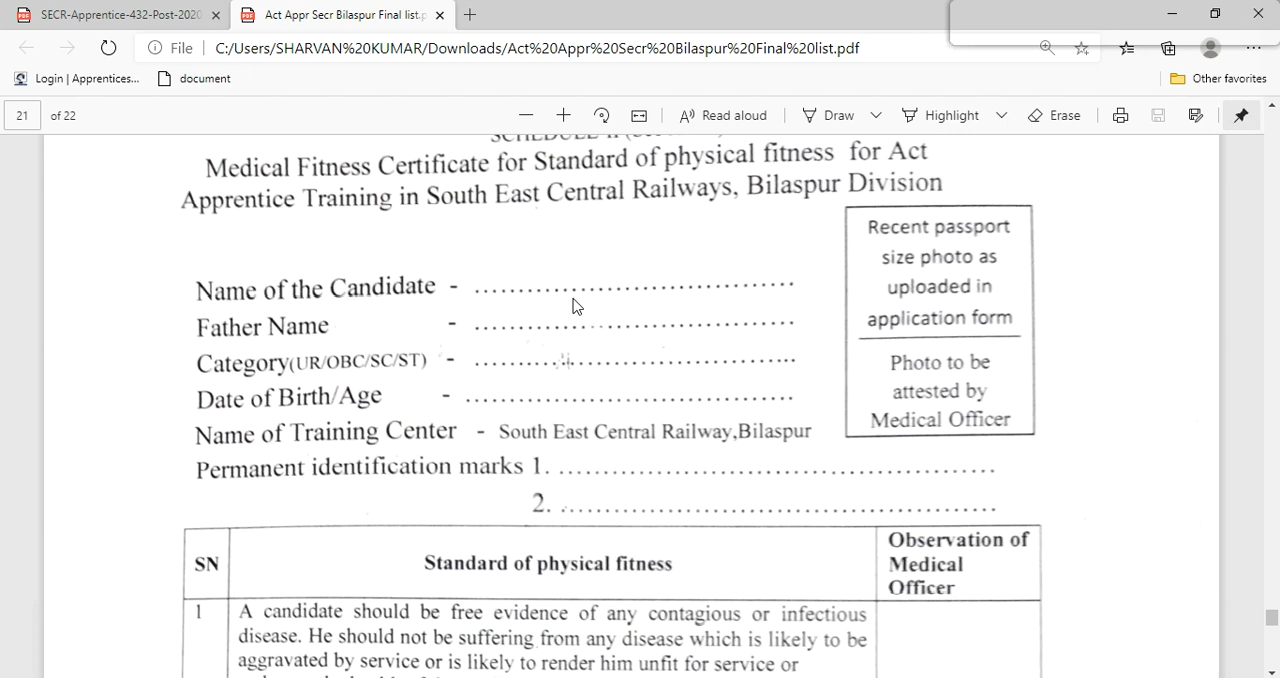 SECR-Apprentice-432-Post-2020
Act Appr Secr Bilaspur Final list.p
File
C:/Users/SHARVAN%20KUMAR/Downloads/Act%20Appr%20Secr%20Bilaspur%20Final%20list.pdf
Login | Apprentices...
document
Other favorites
21 of 22
Read aloud
Draw
Highlight
Erase
Medical Fitness Certificate for Standard of physical fitness for Act
Apprentice Training in South East Central Railways, Bilaspur Division
Recent passport
size photo as
uploaded in
application form
Photo to be
attested by
Medical Officer
Name of the Candidate - ........................................
Father Name - ........................................
Category(UR/OBC/SC/ST) - ........................................
Date of Birth/Age - ........................................
Name of Training Center - South East Central Railway,Bilaspur
Permanent identification marks 1. ........................................................
2. ........................................................
SN
Standard of physical fitness
Observation of
Medical
Officer
1
A candidate should be free evidence of any contagious or infectious
disease. He should not be suffering from any disease which is likely to be
aggravated by service or is likely to render him unfit for service or